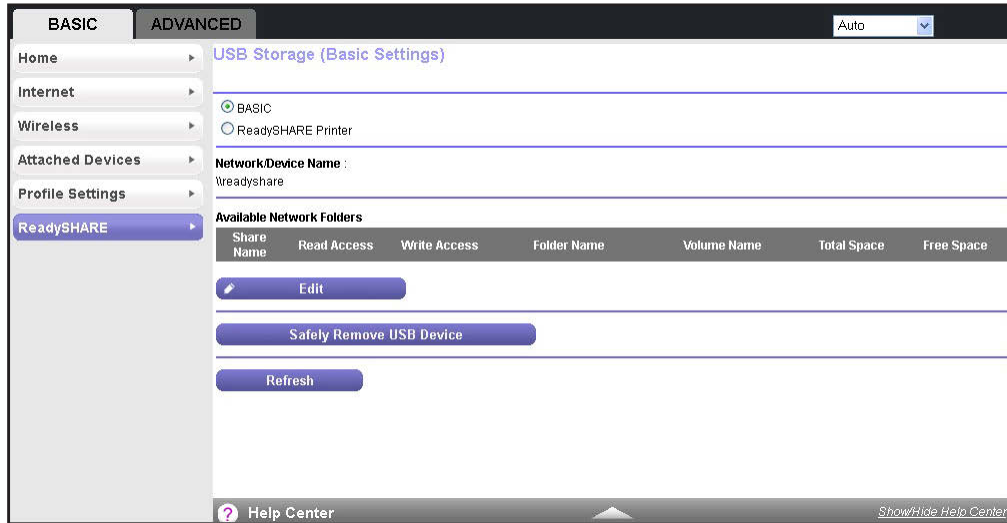 BASIC ADVANCED Auto
Home
Internet
Wireless
Attached Devices
Profile Settings
ReadySHARE
USB Storage (Basic Settings)
BASIC
ReadySHARE Printer
Network/Device Name :
\\readyshare
Available Network Folders
Share Name Read Access Write Access Folder Name Volume Name Total Space Free Space
Edit
Safely Remove USB Device
Refresh
? Help Center Show/Hide Help Center